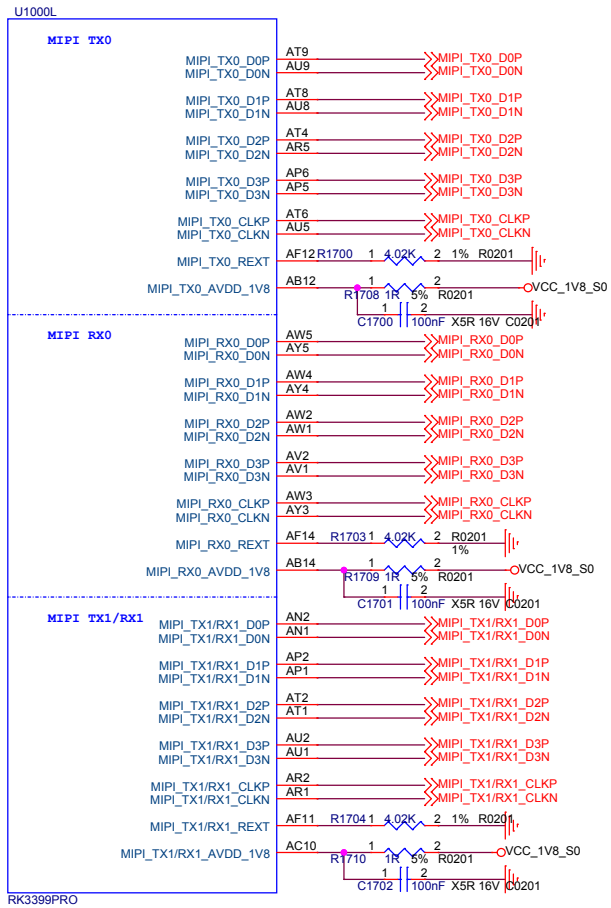 U1000L
MIPI TX0
MIPI_TX0_D0P AT9 MIPI_TX0_D0P
MIPI_TX0_D0N AU9 MIPI_TX0_D0N
MIPI_TX0_D1P AT8 MIPI_TX0_D1P
MIPI_TX0_D1N AU8 MIPI_TX0_D1N
MIPI_TX0_D2P AT4 MIPI_TX0_D2P
MIPI_TX0_D2N AR5 MIPI_TX0_D2N
MIPI_TX0_D3P AP6 MIPI_TX0_D3P
MIPI_TX0_D3N AP5 MIPI_TX0_D3N
MIPI_TX0_CLKP AT6 MIPI_TX0_CLKP
MIPI_TX0_CLKN AU5 MIPI_TX0_CLKN
MIPI_TX0_REXT AF12 R1700 1 4.02K 2 1% R0201
MIPI_TX0_AVDD_1V8 AB12 1 2 VCC_1V8_S0
R1708 1R 5% R0201
1 2
C1700 100nF X5R 16V C0201
MIPI RX0
MIPI_RX0_D0P AW5 MIPI_RX0_D0P
MIPI_RX0_D0N AY5 MIPI_RX0_D0N
MIPI_RX0_D1P AW4 MIPI_RX0_D1P
MIPI_RX0_D1N AY4 MIPI_RX0_D1N
MIPI_RX0_D2P AW2 MIPI_RX0_D2P
MIPI_RX0_D2N AW1 MIPI_RX0_D2N
MIPI_RX0_D3P AV2 MIPI_RX0_D3P
MIPI_RX0_D3N AV1 MIPI_RX0_D3N
MIPI_RX0_CLKP AW3 MIPI_RX0_CLKP
MIPI_RX0_CLKN AY3 MIPI_RX0_CLKN
MIPI_RX0_REXT AF14 R1703 1 4.02K 2 R0201
1%
MIPI_RX0_AVDD_1V8 AB14 1 2 VCC_1V8_S0
R1709 1R 5% R0201
1 2
C1701 100nF X5R 16V C0201
MIPI TX1/RX1
MIPI_TX1/RX1_D0P AN2 MIPI_TX1/RX1_D0P
MIPI_TX1/RX1_D0N AN1 MIPI_TX1/RX1_D0N
MIPI_TX1/RX1_D1P AP2 MIPI_TX1/RX1_D1P
MIPI_TX1/RX1_D1N AP1 MIPI_TX1/RX1_D1N
MIPI_TX1/RX1_D2P AT2 MIPI_TX1/RX1_D2P
MIPI_TX1/RX1_D2N AT1 MIPI_TX1/RX1_D2N
MIPI_TX1/RX1_D3P AU2 MIPI_TX1/RX1_D3P
MIPI_TX1/RX1_D3N AU1 MIPI_TX1/RX1_D3N
MIPI_TX1/RX1_CLKP AR2 MIPI_TX1/RX1_CLKP
MIPI_TX1/RX1_CLKN AR1 MIPI_TX1/RX1_CLKN
MIPI_TX1/RX1_REXT AF11 R1704 1 4.02K 2 1% R0201
MIPI_TX1/RX1_AVDD_1V8 AC10 1 2 VCC_1V8_S0
R1710 1R 5% R0201
1 2
C1702 100nF X5R 16V C0201
RK3399PRO